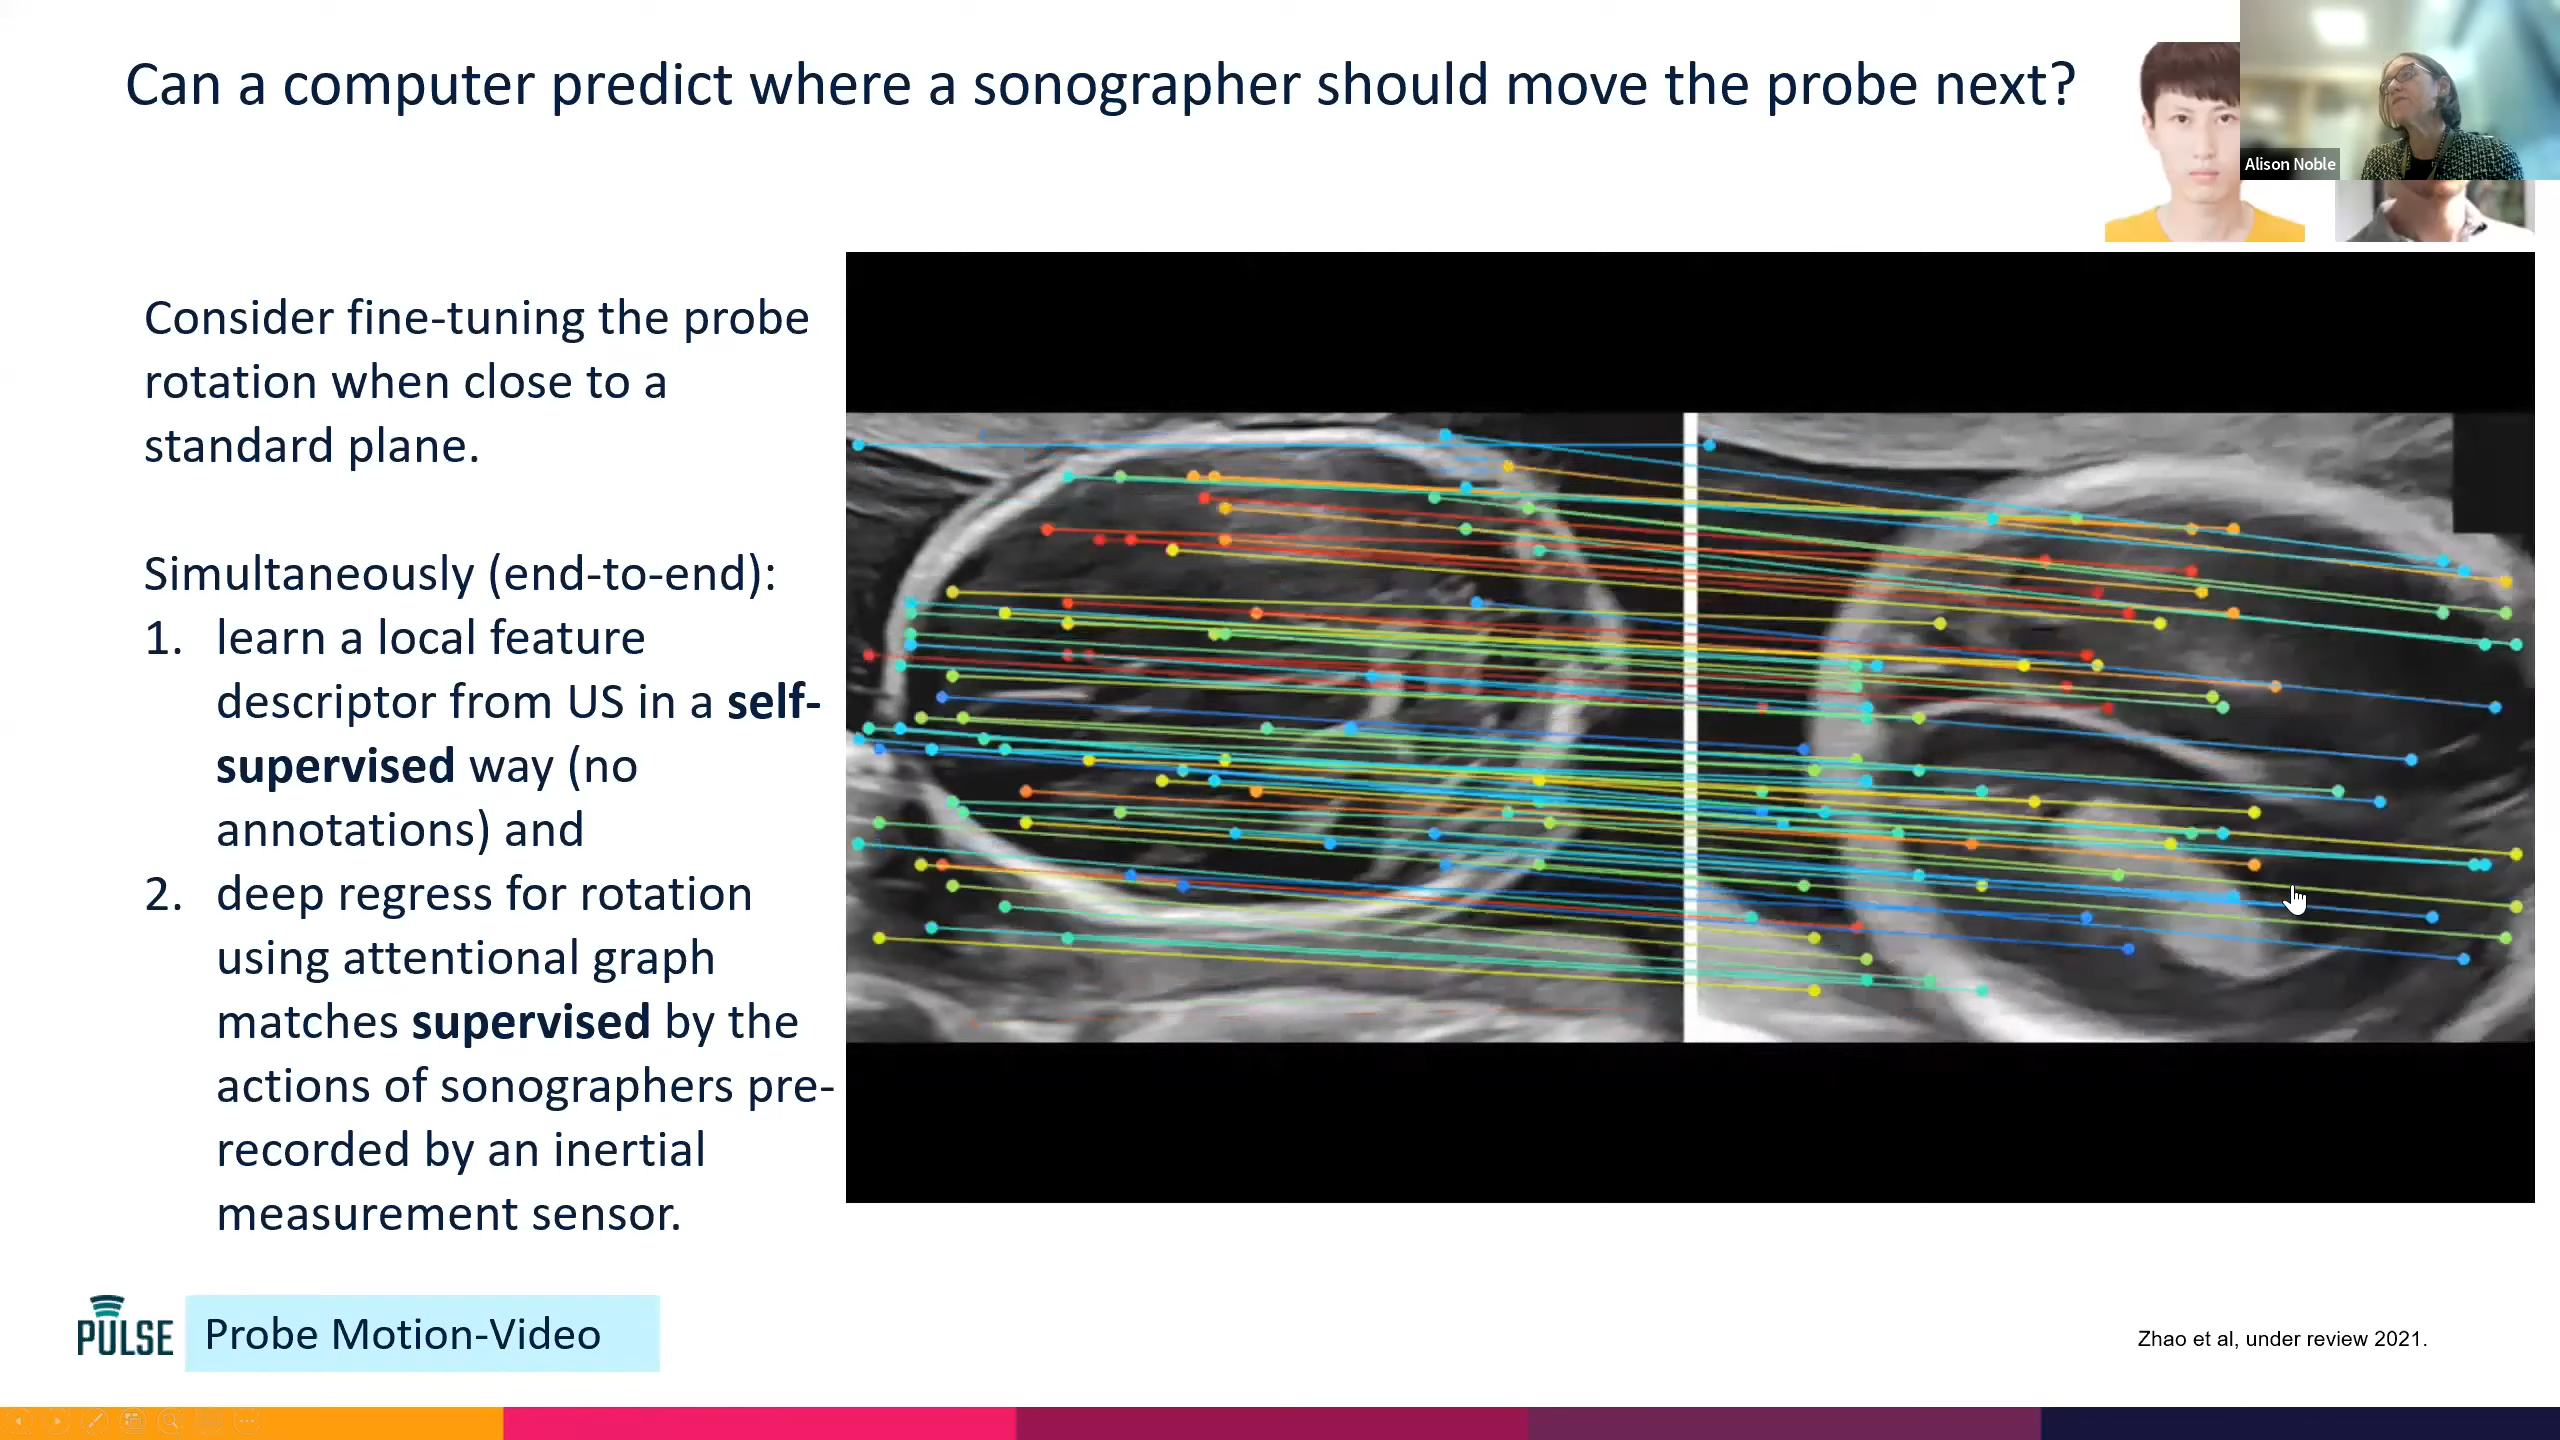 Can a computer predict where a sonographer should move the probe next?
Alison Noble
Consider fine-tuning the probe
rotation when close to a
standard plane.
Simultaneously (end-to-end):
1. learn a local feature
descriptor from US in a self-
supervised way (no
annotations) and
2. deep regress for rotation
using attentional graph
matches supervised by the
actions of sonographers pre-
recorded by an inertial
measurement sensor.
PULSE
Probe Motion-Video
Zhao et al, under review 2021.